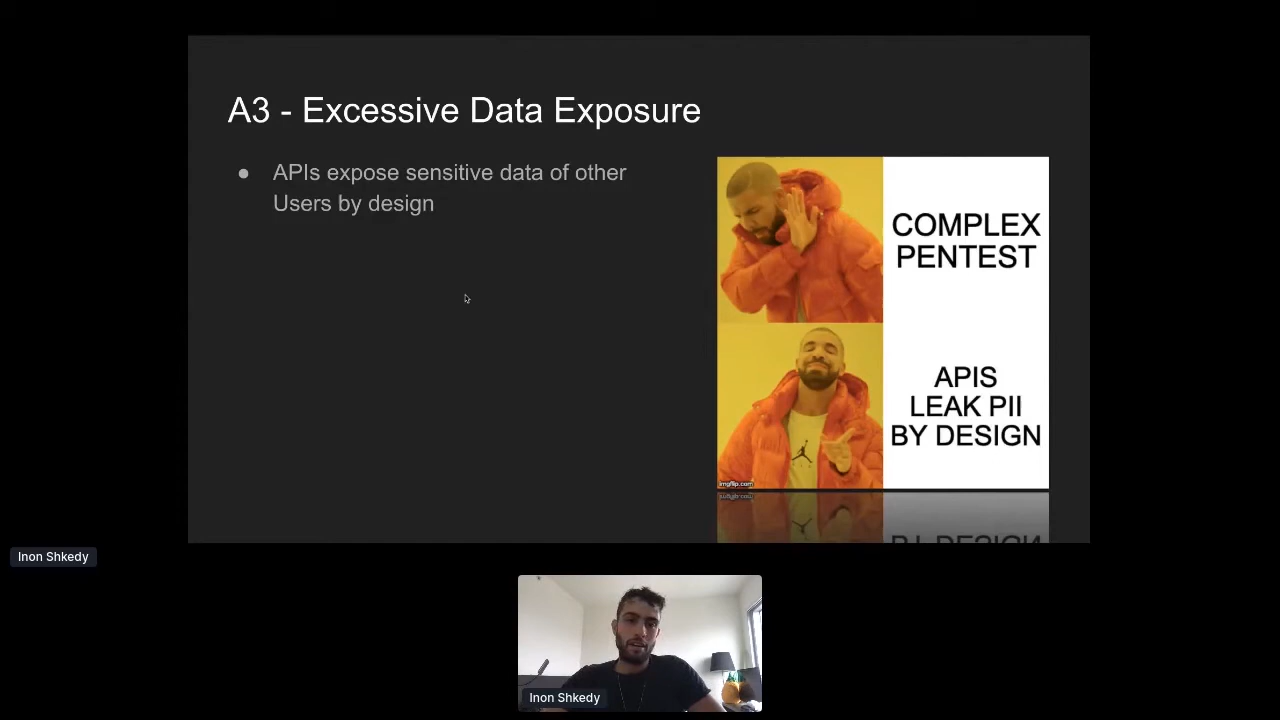 A3 - Excessive Data Exposure
● APIs expose sensitive data of other
Users by design
COMPLEX
PENTEST
APIS
LEAK PII
BY DESIGN
imgflip.com
Inon Shkedy
Inon Shkedy